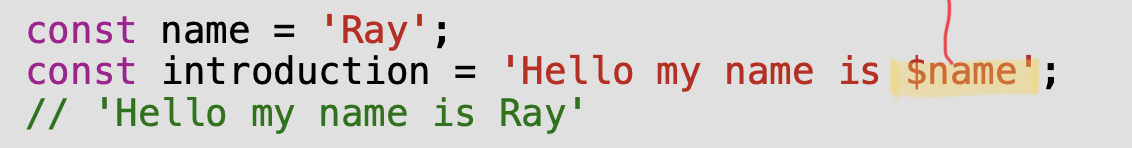 const name = 'Ray';
const introduction = 'Hello my name is $name';
// 'Hello my name is Ray'